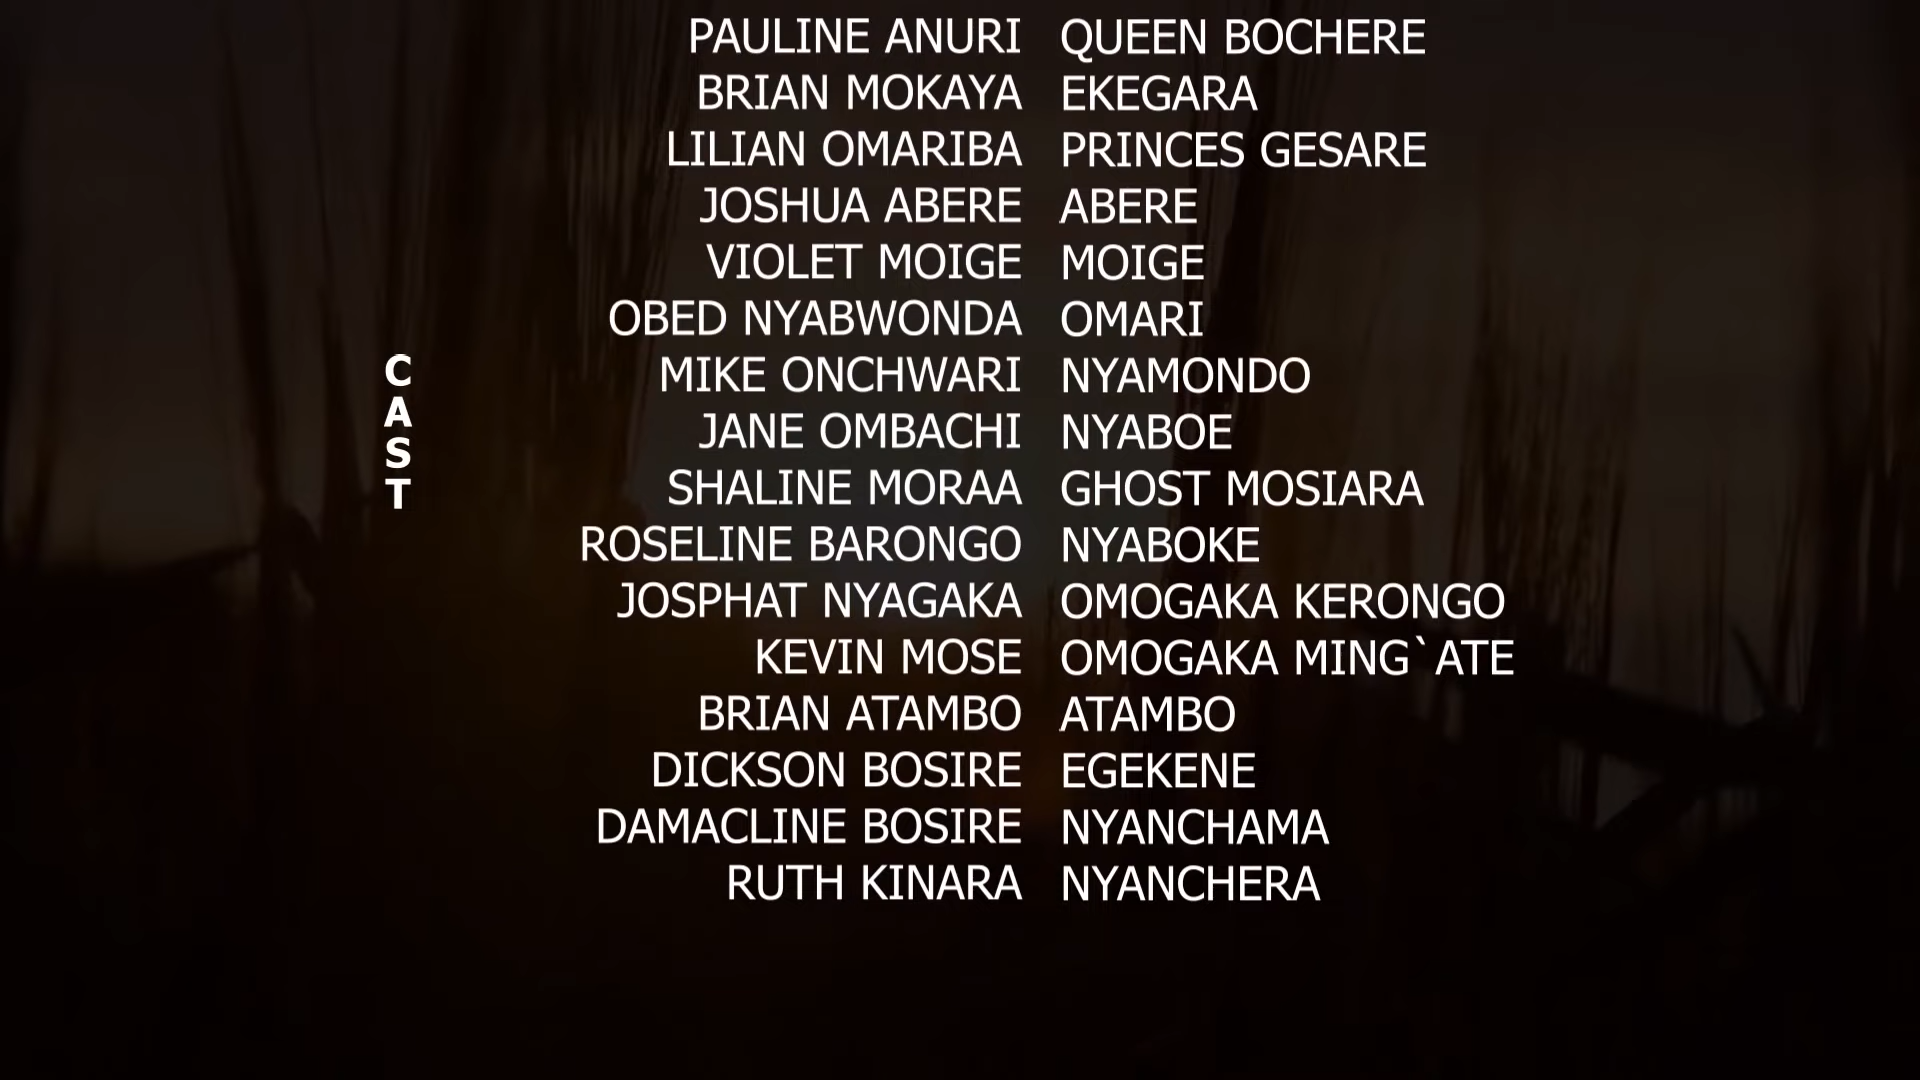 PAULINE ANURI QUEEN BOCHERE
BRIAN MOKAYA EKEGARA
LILIAN OMARIBA PRINCES GESARE
JOSHUA ABERE ABERE
VIOLET MOIGE MOIGE
OBED NYABWONDA OMARI
MIKE ONCHWARI NYAMONDO
JANE OMBACHI NYABOE
SHALINE MORAA GHOST MOSIARA
ROSELINE BARONGO NYABOKE
JOSPHAT NYAGAKA OMOGAKA KERONGO
KEVIN MOSE OMOGAKA MING`ATE
BRIAN ATAMBO ATAMBO
DICKSON BOSIRE EGEKENE
DAMACLINE BOSIRE NYANCHAMA
RUTH KINARA NYANCHERA
CAST